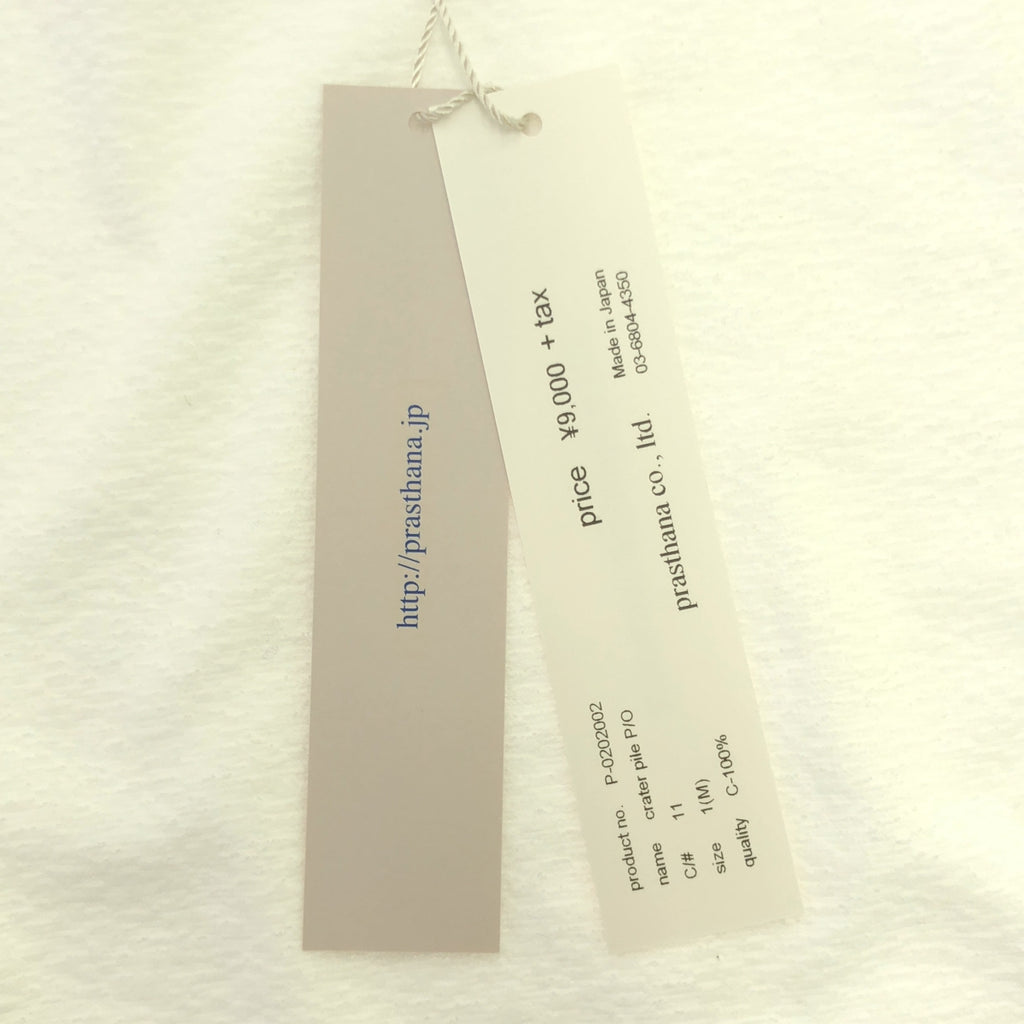 http://prasthana.jp
product no. P-0202002
name crater pile P/O
C/# 11
size 1(M)
quality C-100%
price ¥9,000 + tax
prasthana co., ltd.
Made in Japan
03-6804-4350